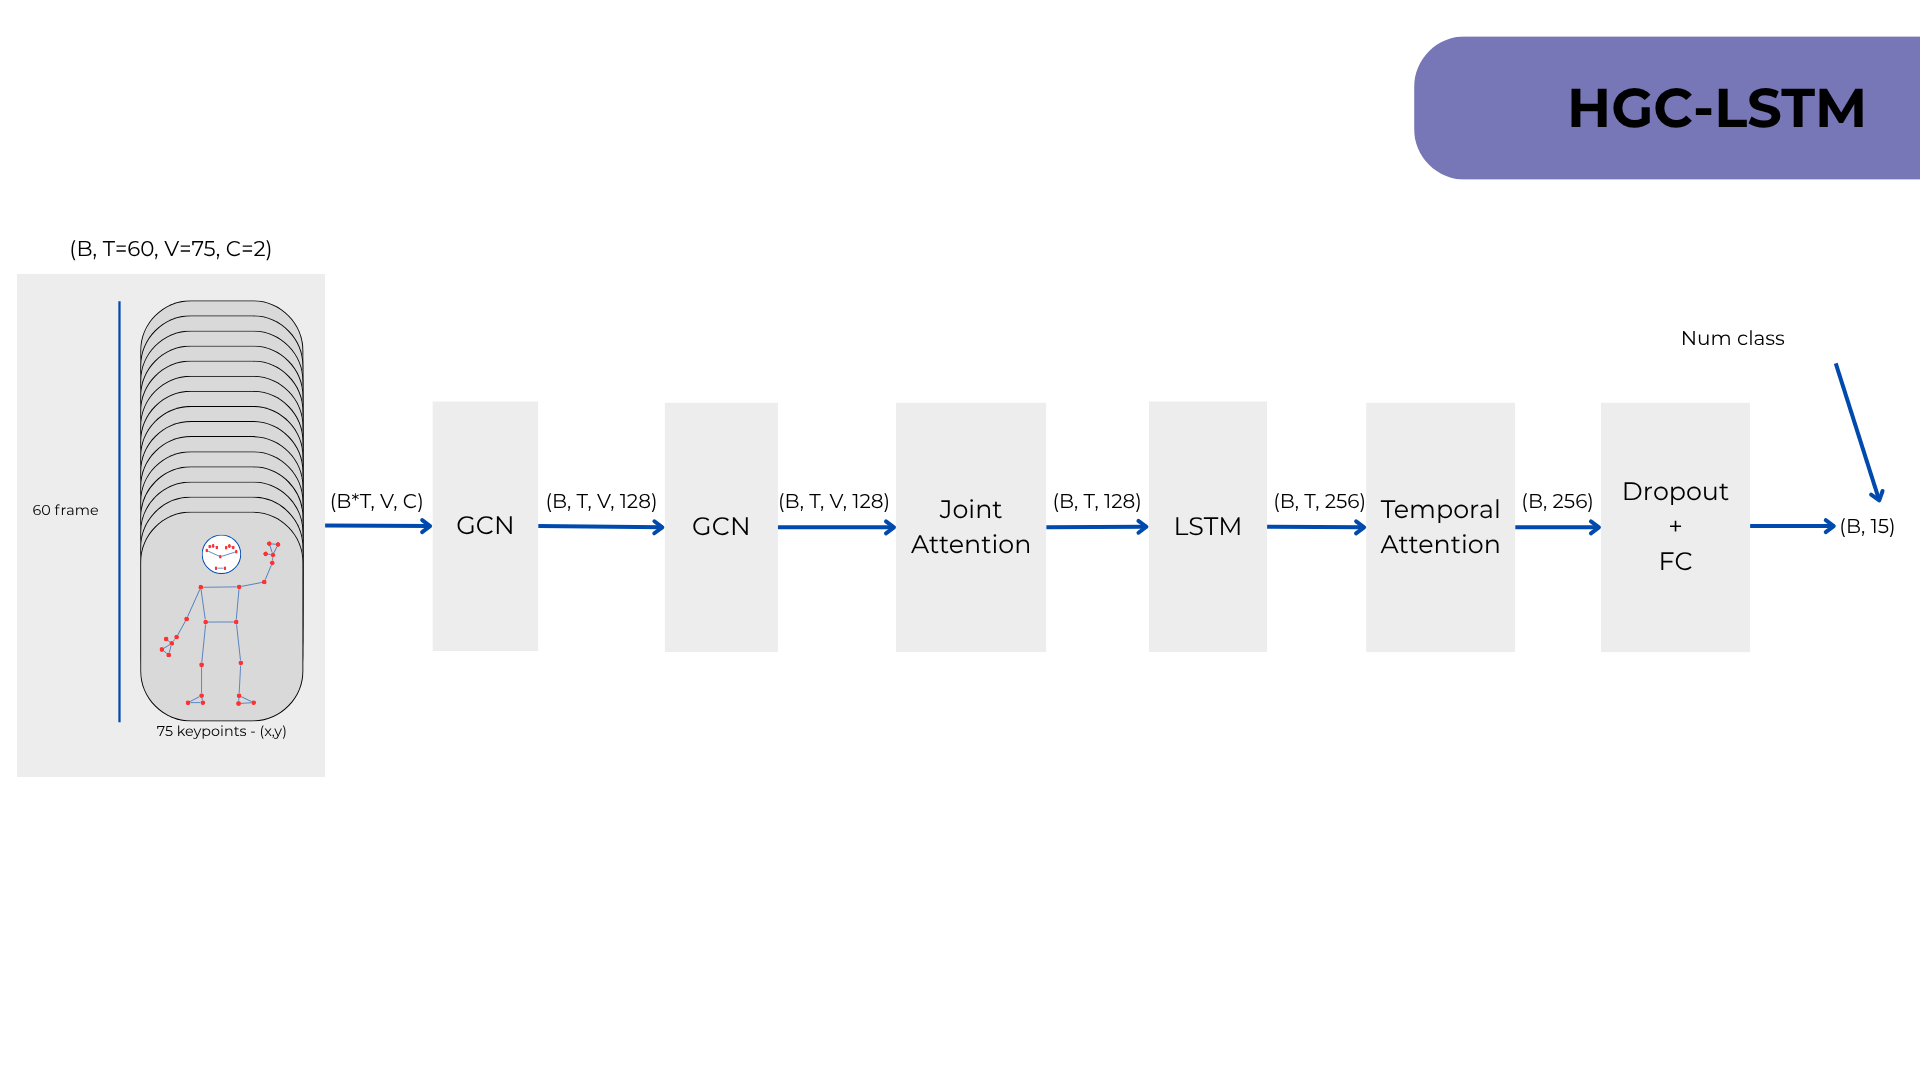 HGC-LSTM
(B, T=60, V=75, C=2)
60 frame
75 keypoints - (x,y)
(B*T, V, C)
GCN
(B, T, V, 128)
GCN
(B, T, V, 128)
Joint
Attention
(B, T, 128)
LSTM
(B, T, 256)
Temporal
Attention
(B, 256)
Dropout
+
FC
Num class
(B, 15)